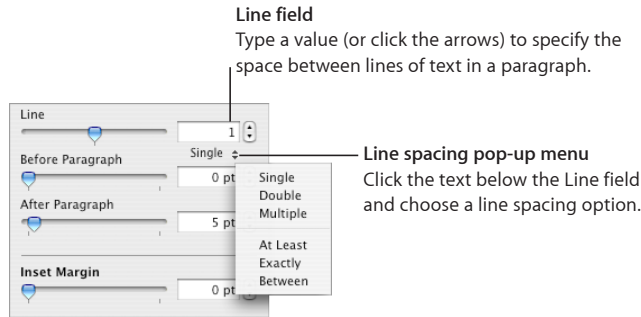 Line field
Type a value (or click the arrows) to specify the
space between lines of text in a paragraph.
Line
1
Single
Before Paragraph
0 pt
After Paragraph
5 pt
Inset Margin
0 pt
Single
Double
Multiple
At Least
Exactly
Between
Line spacing pop-up menu
Click the text below the Line field
and choose a line spacing option.